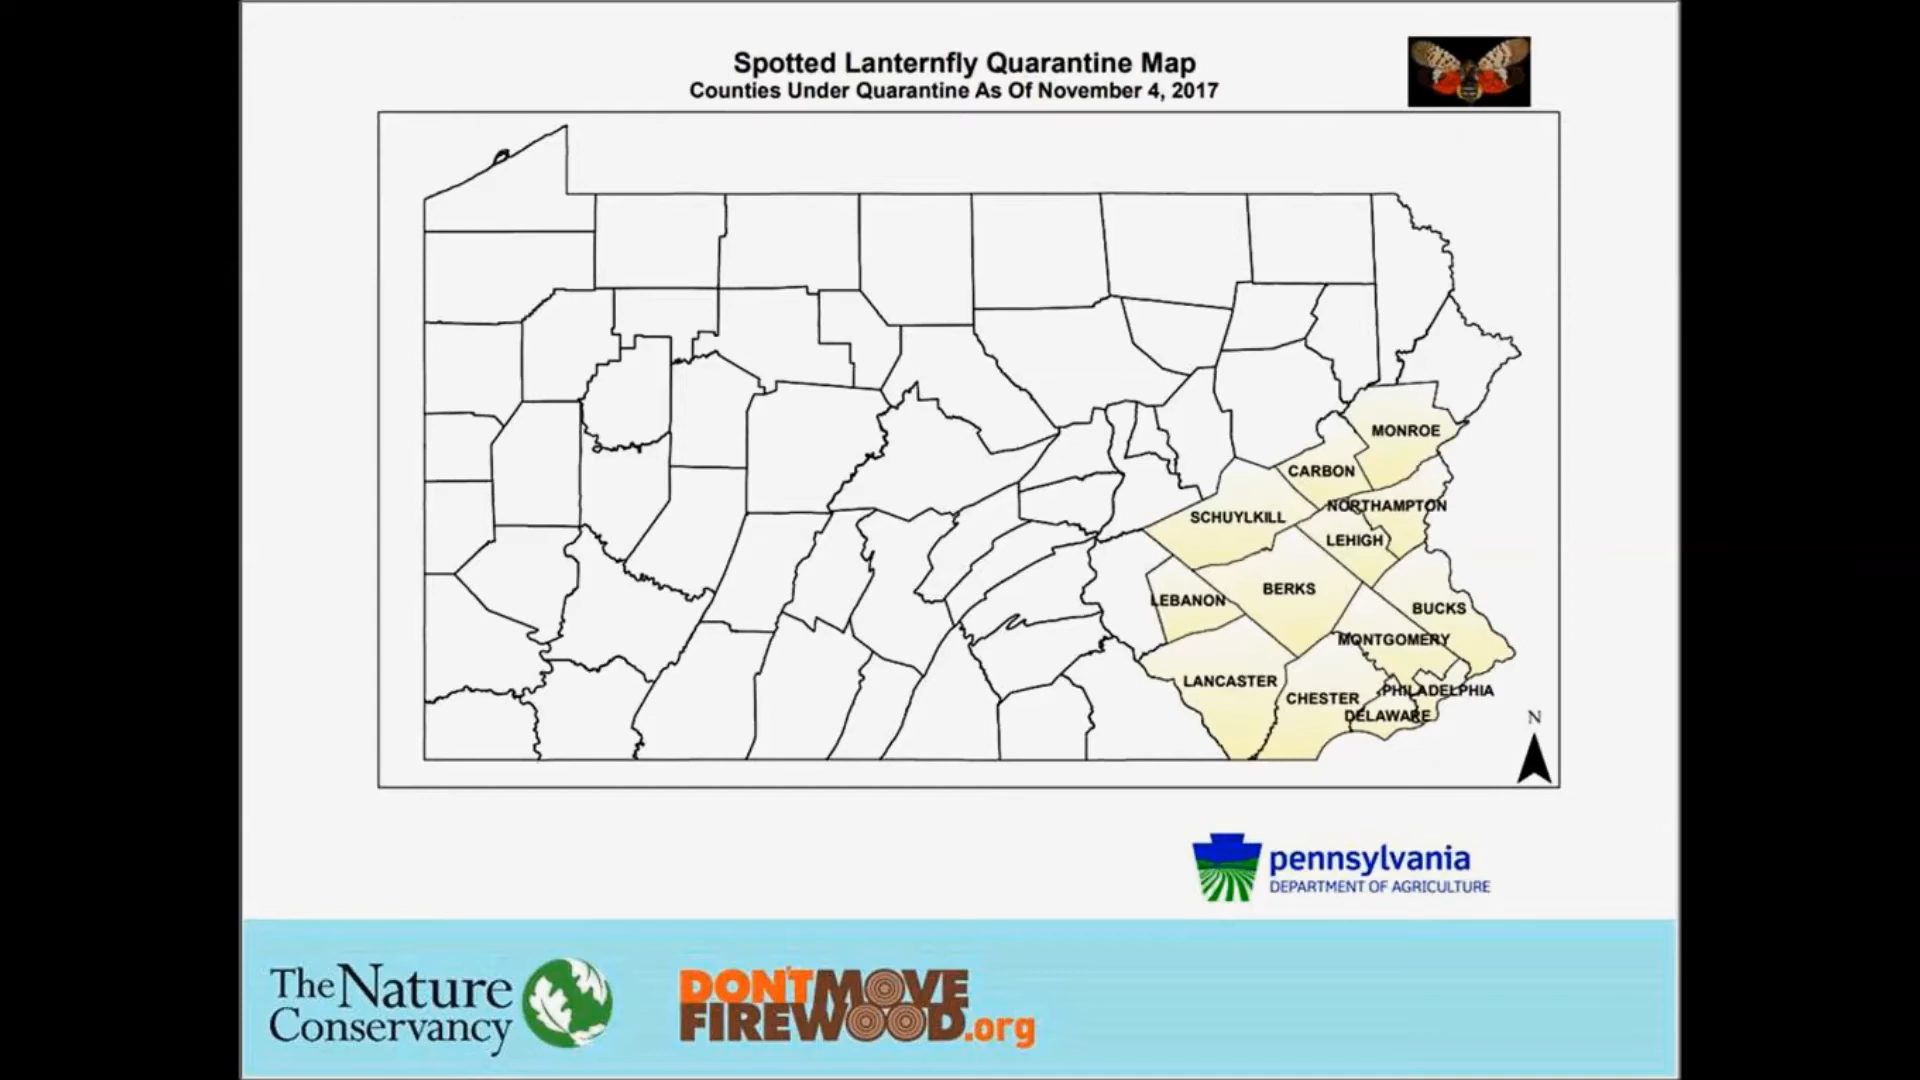 Spotted Lanternfly Quarantine Map
Counties Under Quarantine As Of November 4, 2017
MONROE
CARBON
NORTHAMPTON
SCHUYLKILL
LEHIGH
BERKS
LEBANON
BUCKS
MONTGOMERY
LANCASTER
CHESTER
PHILADELPHIA
DELAWARE
N
pennsylvania
DEPARTMENT OF AGRICULTURE
The Nature
Conservancy
DON'T MOVE
FIREWOOD.org